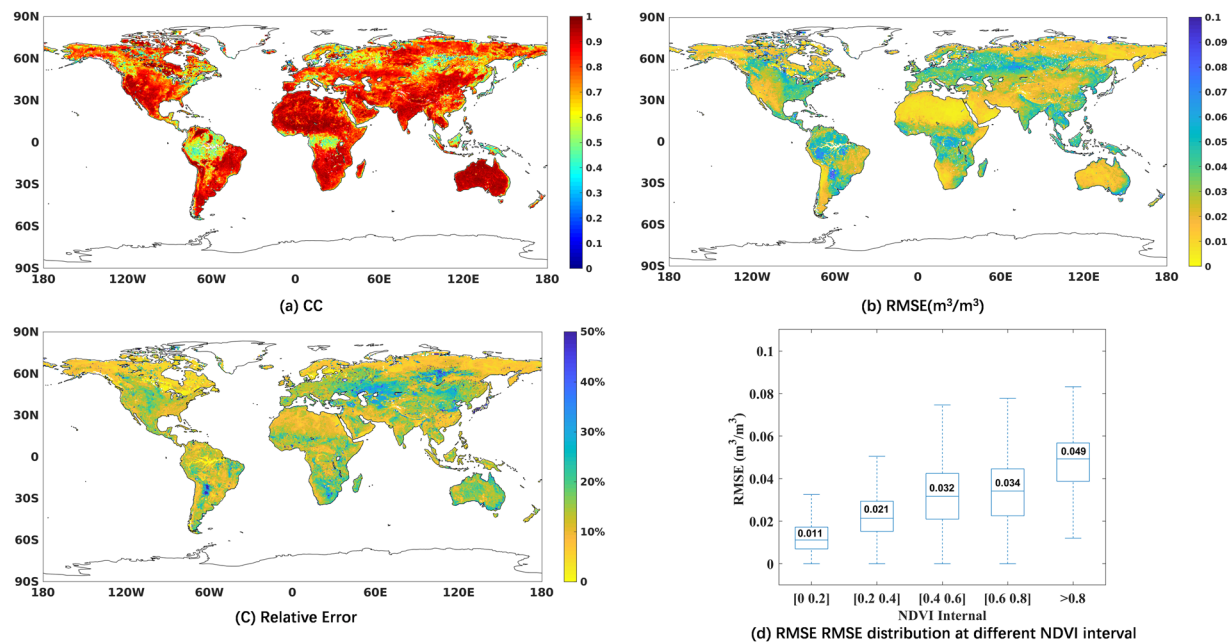 90N
60N
30N
0
30S
60S
90S
180
120W
60W
0
60E
120E
180
1
0.9
0.8
0.7
0.6
0.5
0.4
0.3
0.2
0.1
0
(a) CC
90N
60N
30N
0
30S
60S
90S
180
120W
60W
0
60E
120E
180
0.1
0.09
0.08
0.07
0.06
0.05
0.04
0.03
0.02
0.01
0
(b) RMSE(m³/m³)
90N
60N
30N
0
30S
60S
90S
180
120W
60W
0
60E
120E
180
50%
40%
30%
20%
10%
0
(C) Relative Error
RMSE (m³/m³)
0.1
0.08
0.06
0.04
0.02
0
0.011
0.021
0.032
0.034
0.049
[0 0.2]
[0.2 0.4]
[0.4 0.6]
[0.6 0.8]
>0.8
NDVI Internal
(d) RMSE RMSE distribution at different NDVI interval